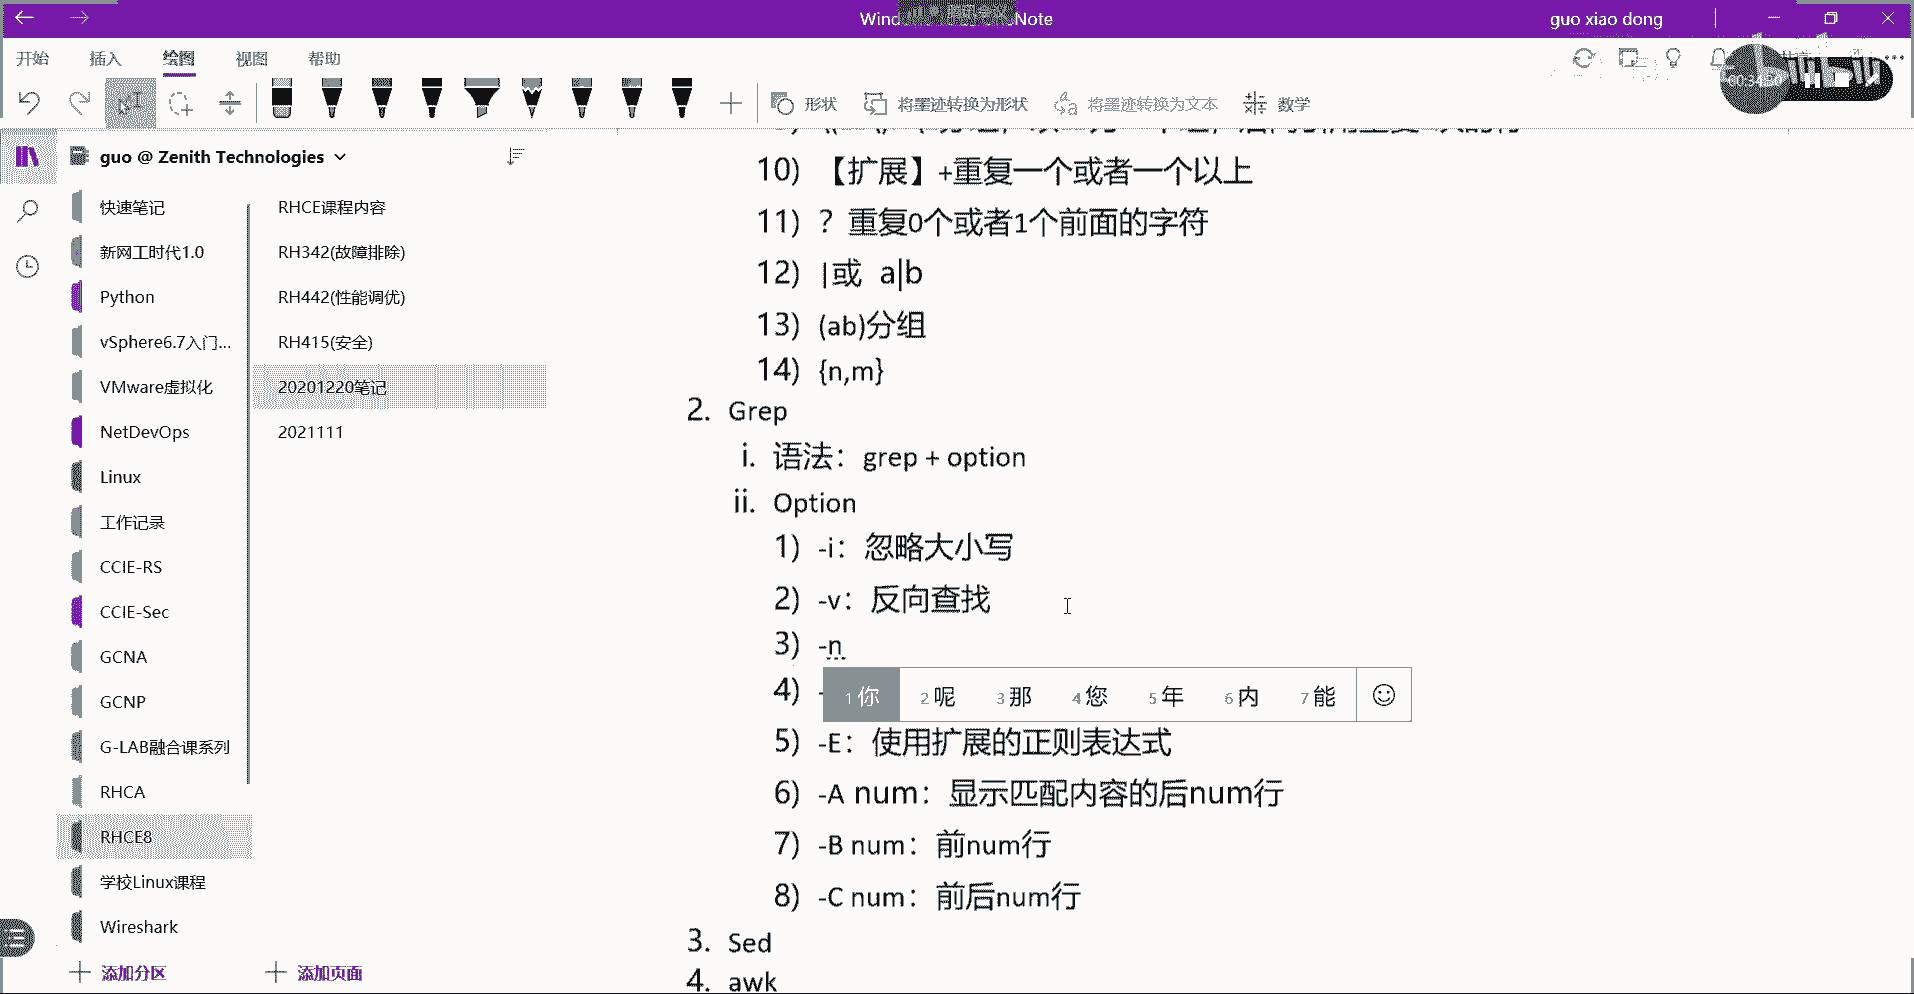 guo xiao dong
开始 插入 绘图 视图 帮助
形状 将墨迹转换为形状 将墨迹转换为文本 数学
guo @ Zenith Technologies
快速笔记
新网工时代1.0
Python
vSphere6.7入门...
VMware虚拟化
NetDevOps
Linux
工作记录
CCIE-RS
CCIE-Sec
GCNA
GCNP
G-LAB融合课系列
RHCA
RHCE8
学校Linux课程
Wireshark
添加分区
RHCE课程内容
RH342(故障排除)
RH442(性能调优)
RH415(安全)
20201220笔记
2021111
添加页面
10) 【扩展】+重复一个或者一个以上
11) ？重复0个或者1个前面的字符
12) |或 a|b
13) (ab)分组
14) {n,m}
2. Grep
i. 语法：grep + option
ii. Option
1) -i：忽略大小写
2) -v：反向查找
3) -n
4) -
1 你 2 呢 3 那 4 您 5 年 6 内 7 能
5) -E：使用扩展的正则表达式
6) -A num：显示匹配内容的后num行
7) -B num：前num行
8) -C num：前后num行
3. Sed
4. awk